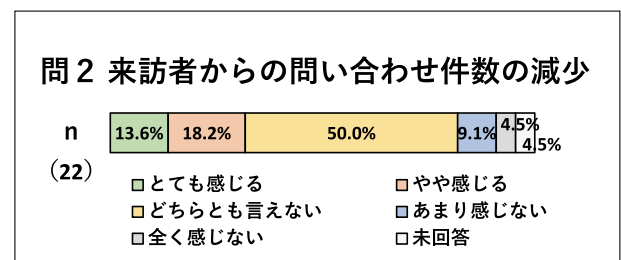 問２ 来訪者からの問い合わせ件数の減少
n
（22）
13.6% 18.2% 50.0% 9.1% 4.5% 4.5%
とても感じる やや感じる
どちらとも言えない あまり感じない
全く感じない 未回答